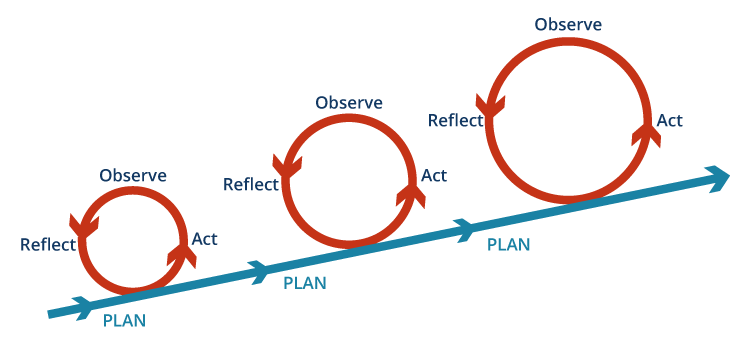 Observe
Reflect
Act
PLAN
Observe
Reflect
Act
PLAN
Observe
Reflect
Act
PLAN